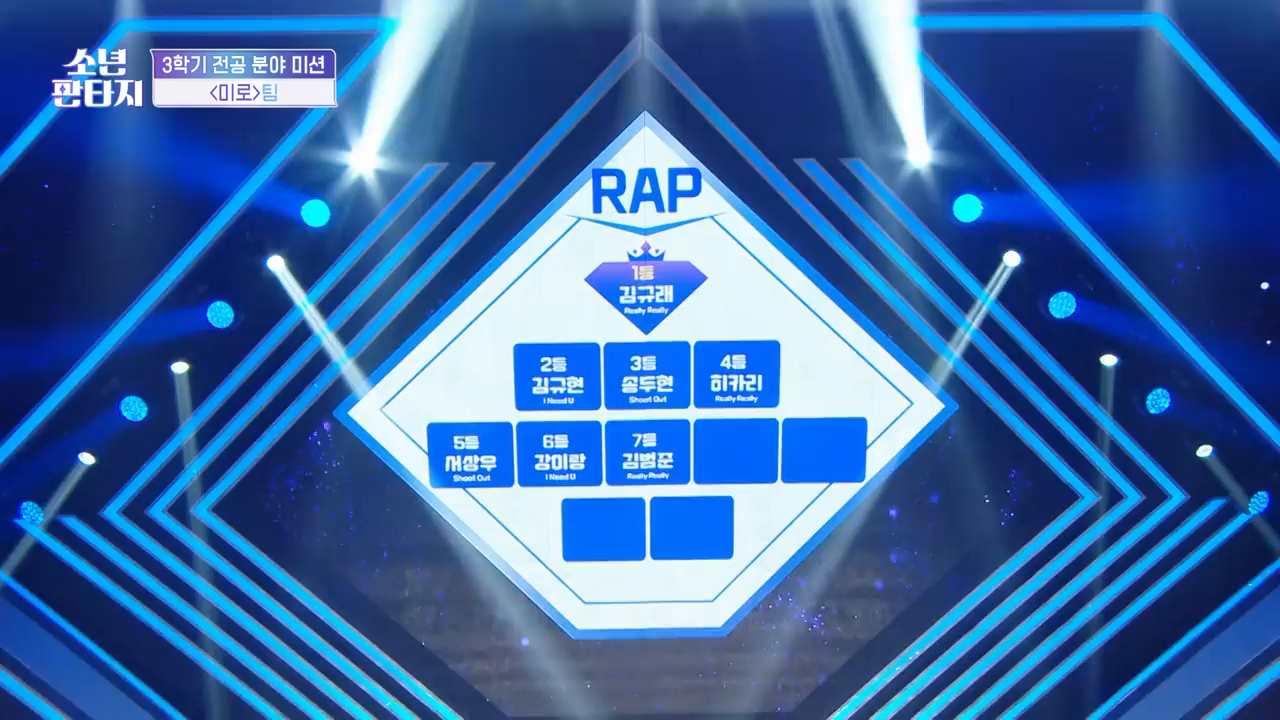 소년
판타지
3학기 전공 분야 미션
<미로>팀
RAP
1등
김규래
Really Really
2등
김규현
I Need U
3등
송두현
Shoot Out
4등
히카리
Really Really
5등
서상우
Shoot Out
6등
강이랑
I Need U
7등
김범준
Really Really